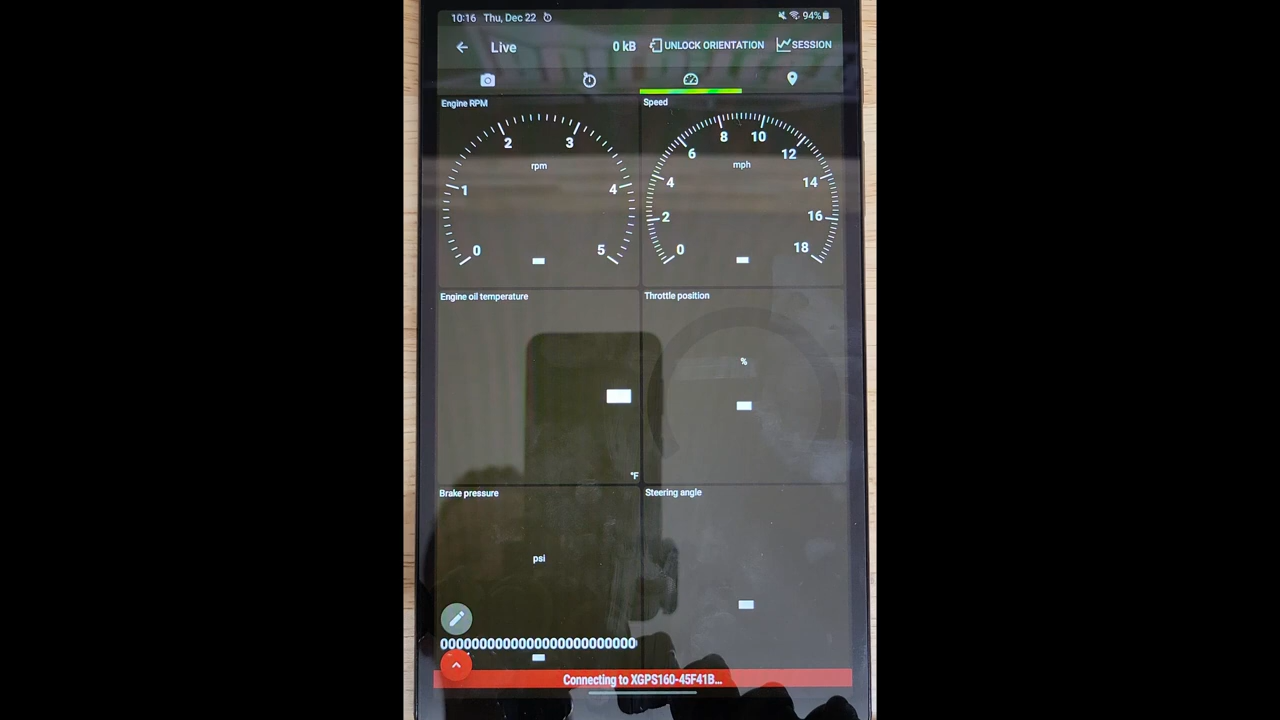 10:16 Thu, Dec 22 94%
Live 0 kB UNLOCK ORIENTATION SESSION
Engine RPM
0 1 2 3 4 5
rpm
Speed
0 2 4 6 8 10 12 14 16 18
mph
Engine oil temperature
°F
Throttle position
%
Brake pressure
psi
Steering angle
Connecting to XGPS160-45F41B...